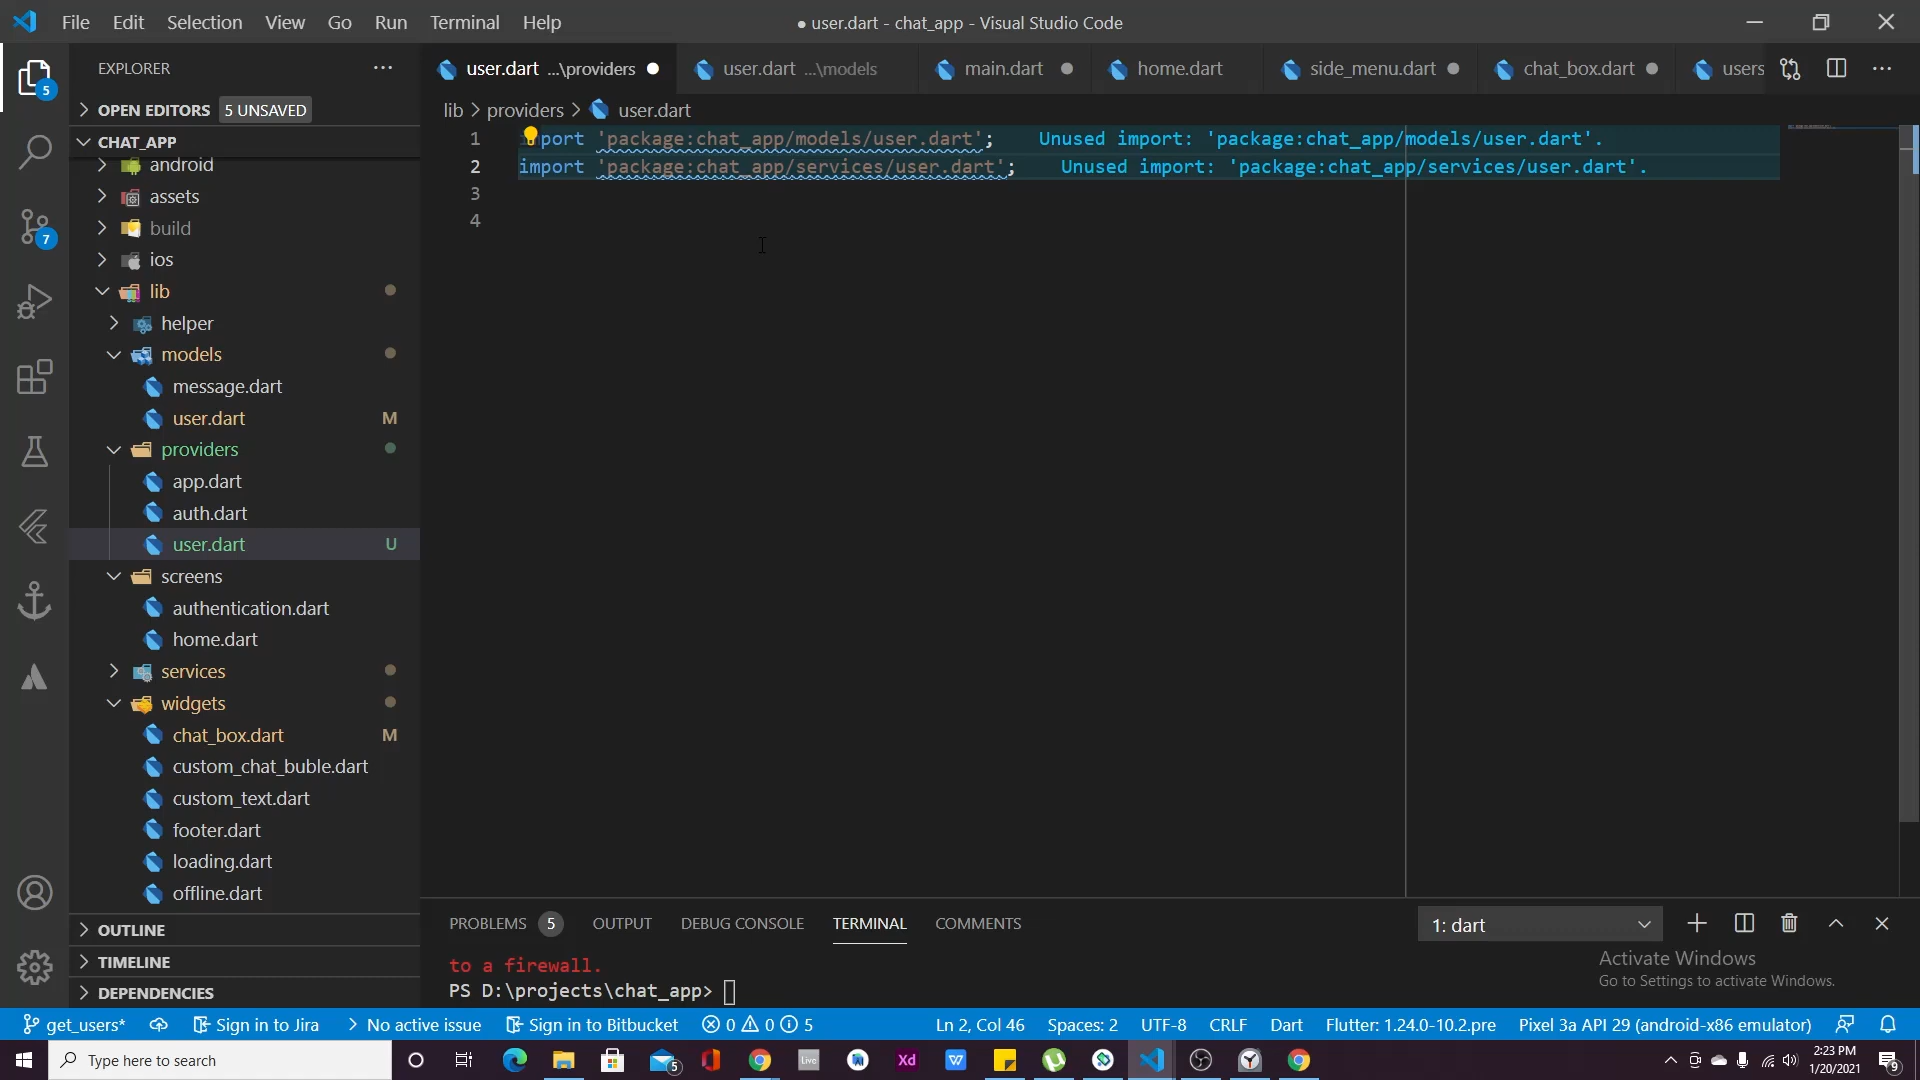 File Edit Selection View Go Run Terminal Help
● user.dart - chat_app - Visual Studio Code
EXPLORER
user.dart ...\providers
user.dart ...\models
main.dart
home.dart
side_menu.dart
chat_box.dart
users
OPEN EDITORS 5 UNSAVED
lib > providers > user.dart
CHAT_APP
android
assets
build
ios
lib
helper
models
message.dart
user.dart M
providers
app.dart
auth.dart
user.dart U
screens
authentication.dart
home.dart
services
widgets
chat_box.dart M
custom_chat_buble.dart
custom_text.dart
footer.dart
loading.dart
offline.dart
OUTLINE
TIMELINE
DEPENDENCIES
5
7
1 port 'package:chat_app/models/user.dart'; Unused import: 'package:chat_app/models/user.dart'.
2 import 'package:chat_app/services/user.dart'; Unused import: 'package:chat_app/services/user.dart'.
3
4
PROBLEMS 5 OUTPUT DEBUG CONSOLE TERMINAL COMMENTS
1: dart
to a firewall.
PS D:\projects\chat_app>
Activate Windows
Go to Settings to activate Windows.
get_users* Sign in to Jira No active issue Sign in to Bitbucket 0 0 5
Ln 2, Col 46 Spaces: 2 UTF-8 CRLF Dart Flutter: 1.24.0-10.2.pre Pixel 3a API 29 (android-x86 emulator)
Type here to search
5
Live
Xd
W
2:23 PM
1/20/2021
9